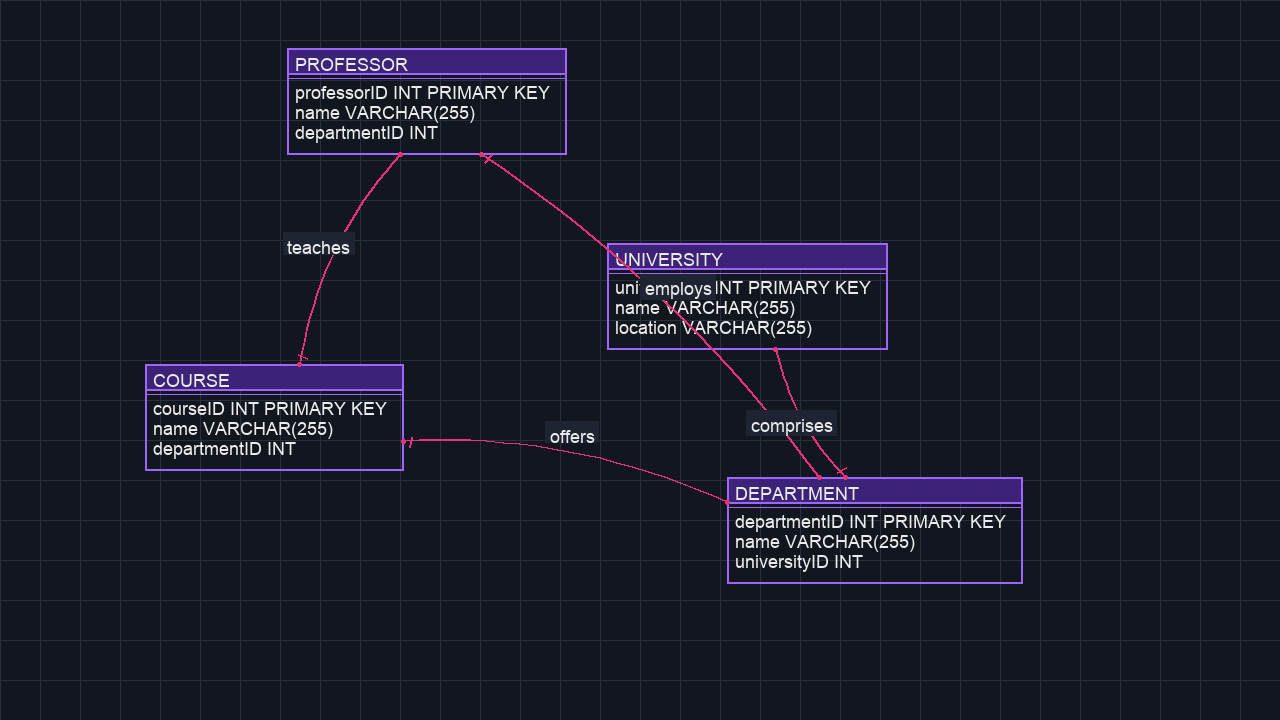 PROFESSOR
professorID INT PRIMARY KEY
name VARCHAR(255)
departmentID INT
teaches
UNIVERSITY
employs
INT PRIMARY KEY
name VARCHAR(255)
location VARCHAR(255)
COURSE
courseID INT PRIMARY KEY
name VARCHAR(255)
departmentID INT
offers
comprises
DEPARTMENT
departmentID INT PRIMARY KEY
name VARCHAR(255)
universityID INT